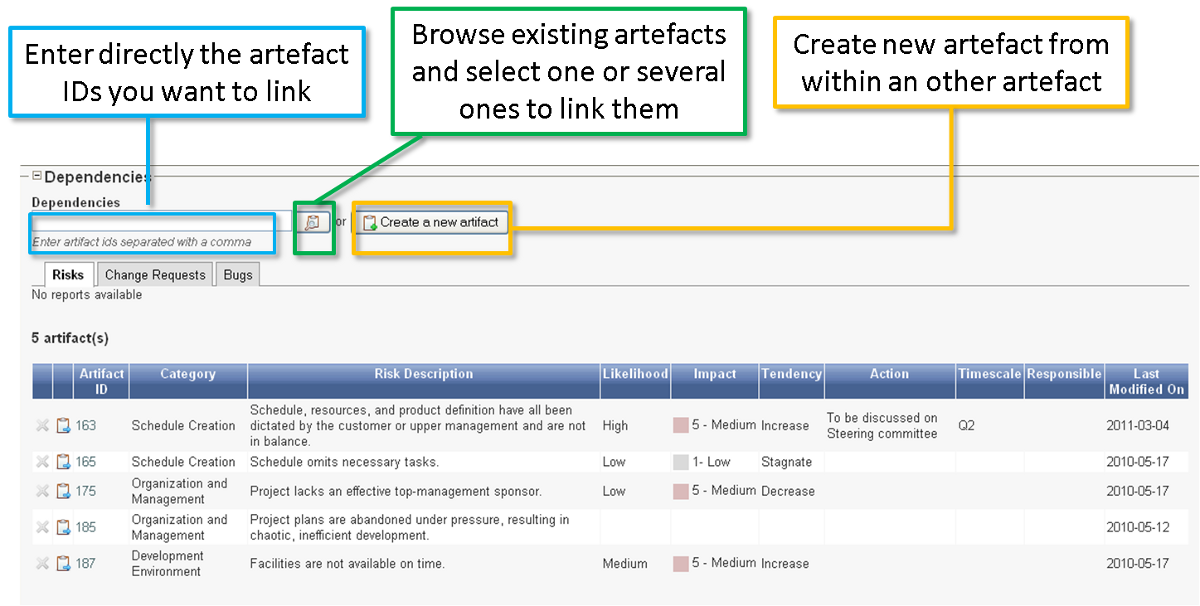 Enter directly the artefact
IDs you want to link
Browse existing artefacts
and select one or several
ones to link them
Create new artefact from
within an other artefact
Dependencies
Dependencies
or
Create a new artifact
Enter artifact ids separated with a comma
Risks
Change Requests
Bugs
No reports available
5 artifact(s)
Artifact ID Category Risk Description Likelihood Impact Tendency Action Timescale Responsible Last Modified On
163 Schedule Creation Schedule, resources, and product definition have all been dictated by the customer or upper management and are not in balance. High 5 - Medium Increase To be discussed on Steering committee Q2 2011-03-04
165 Schedule Creation Schedule omits necessary tasks. Low 1- Low Stagnate 2010-05-17
175 Organization and Management Project lacks an effective top-management sponsor. Low 5 - Medium Decrease 2010-05-17
185 Organization and Management Project plans are abandoned under pressure, resulting in chaotic, inefficient development. 2010-05-12
187 Development Environment Facilities are not available on time. Medium 5 - Medium Increase 2010-05-17